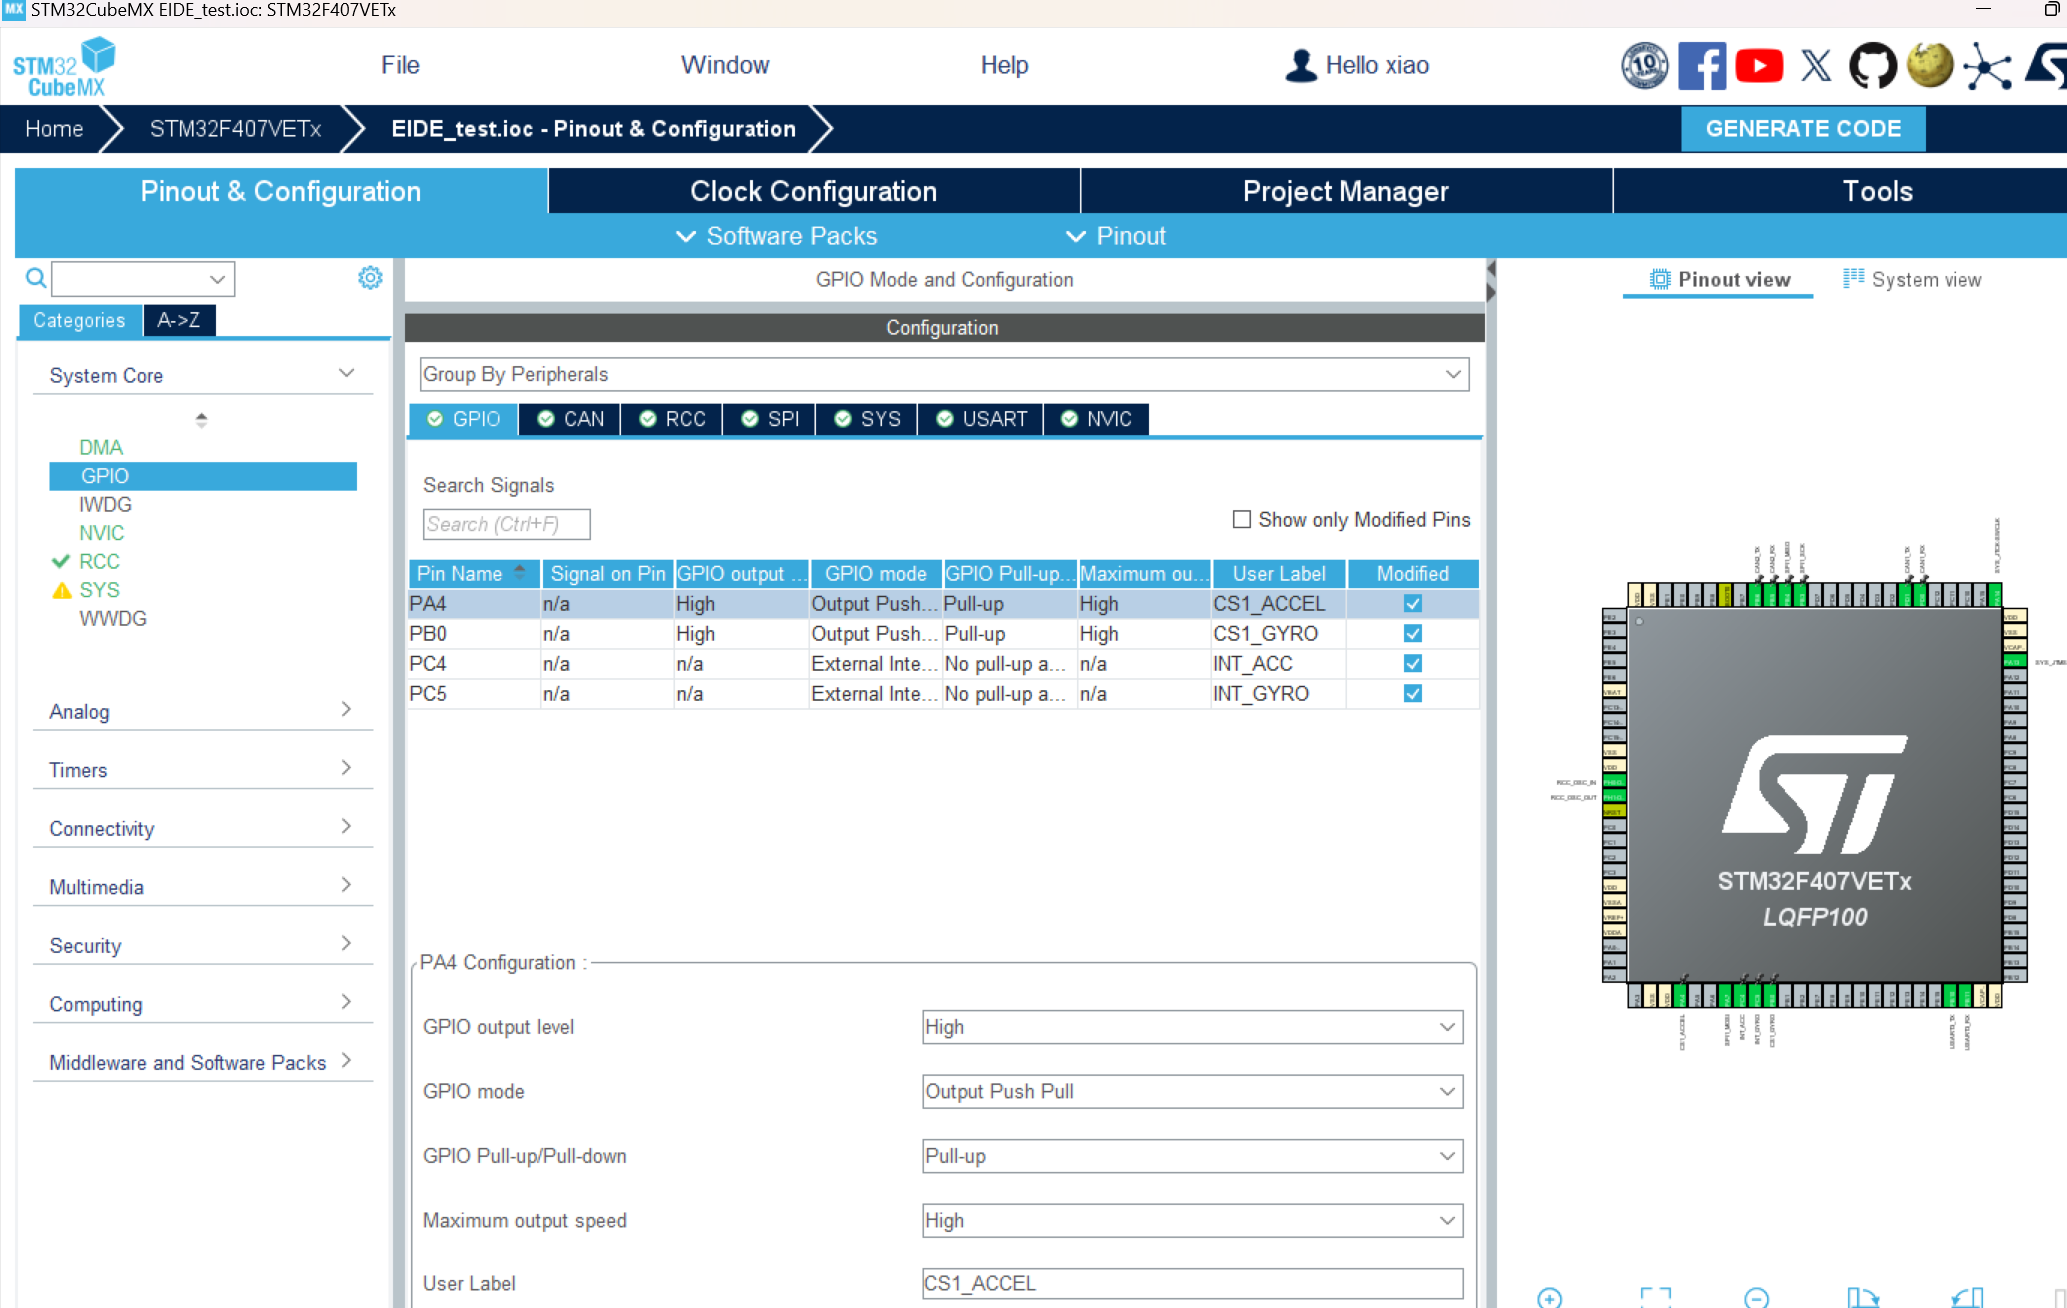 MX STM32CubeMX EIDE_test.ioc: STM32F407VETx
STM32 CubeMX
File
Window
Help
Hello xiao
Home
STM32F407VETx
EIDE_test.ioc - Pinout & Configuration
GENERATE CODE
Pinout & Configuration
Clock Configuration
Project Manager
Tools
Software Packs
Pinout
GPIO Mode and Configuration
Pinout view
System view
Categories
A->Z
Configuration
System Core
Group By Peripherals
GPIO CAN RCC SPI SYS USART NVIC
DMA
GPIO
IWDG
NVIC
RCC
SYS
WWDG
Search Signals
Search (Ctrl+F)
Show only Modified Pins
Pin Name Signal on Pin GPIO output ... GPIO mode GPIO Pull-up... Maximum ou... User Label Modified
PA4 n/a High Output Push... Pull-up High CS1_ACCEL
PB0 n/a High Output Push... Pull-up High CS1_GYRO
PC4 n/a n/a External Inte... No pull-up a... n/a INT_ACC
PC5 n/a n/a External Inte... No pull-up a... n/a INT_GYRO
Analog
Timers
Connectivity
Multimedia
Security
Computing
Middleware and Software Packs
PA4 Configuration :
GPIO output level
High
GPIO mode
Output Push Pull
GPIO Pull-up/Pull-down
Pull-up
Maximum output speed
High
User Label
CS1_ACCEL
RCC_OSC_IN
RCC_OSC_OUT
STM32F407VETx
LQFP100